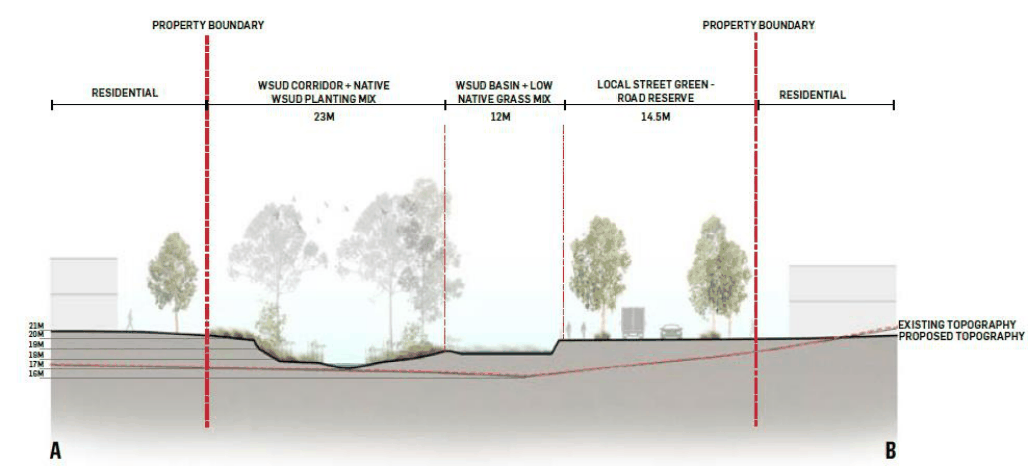 PROPERTY BOUNDARY
PROPERTY BOUNDARY
RESIDENTIAL
WSUD CORRIDOR + NATIVE
WSUD PLANTING MIX
23M
WSUD BASIN + LOW
NATIVE GRASS MIX
12M
LOCAL STREET GREEN -
ROAD RESERVE
14.5M
RESIDENTIAL
21M
20M
19M
18M
17M
16M
EXISTING TOPOGRAPHY
PROPOSED TOPOGRAPHY
A
B